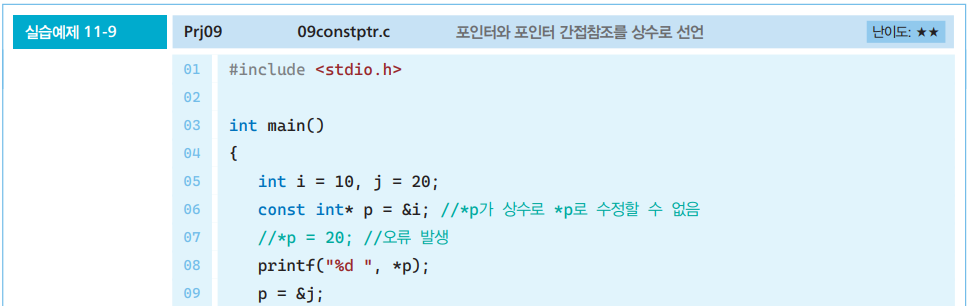 실습예제 11-9 Prj09 09constptr.c 포인터와 포인터 간접참조를 상수로 선언 난이도: ★★
01 #include <stdio.h>
02
03 int main()
04 {
05 int i = 10, j = 20;
06 const int* p = &i; //*p가 상수로 *p로 수정할 수 없음
07 //*p = 20; //오류 발생
08 printf("%d ", *p);
09 p = &j;